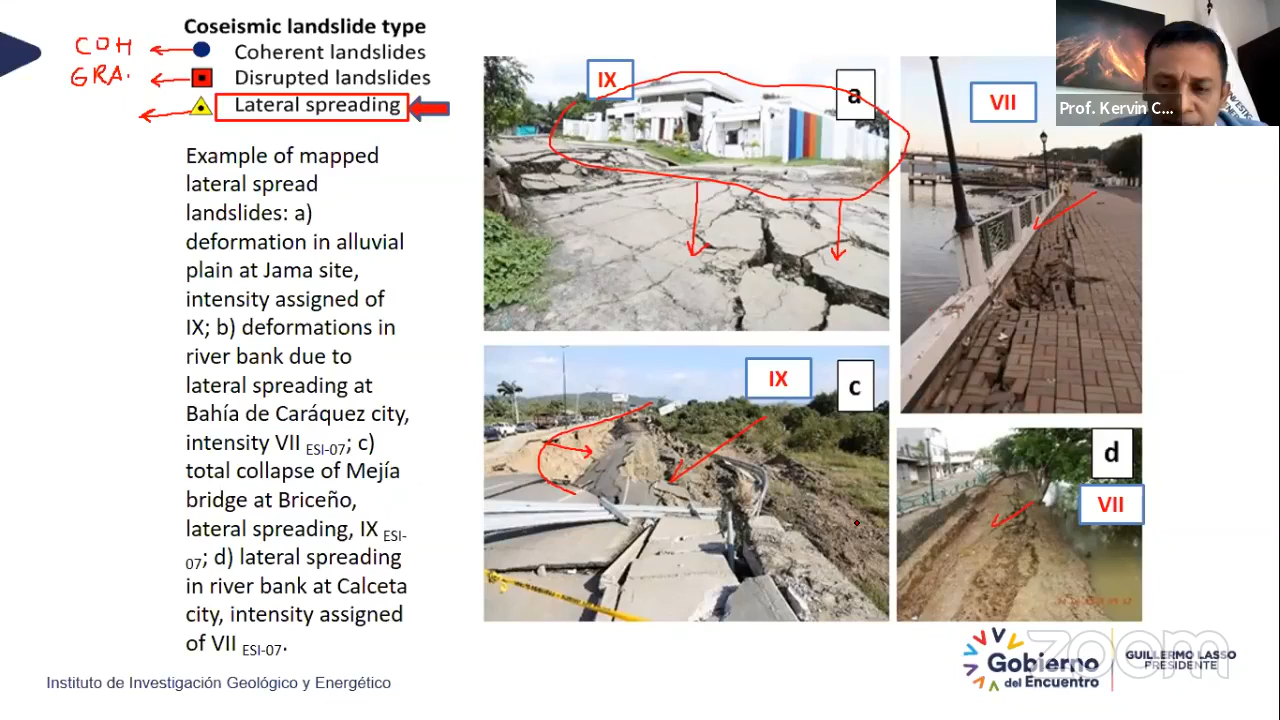 Coseismic landslide type
COH
Coherent landslides
GRA.
Disrupted landslides
Lateral spreading
Example of mapped
lateral spread
landslides: a)
deformation in alluvial
plain at Jama site,
intensity assigned of
IX; b) deformations in
river bank due to
lateral spreading at
Bahía de Caráquez city,
intensity VII ESI-07; c)
total collapse of Mejía
bridge at Briceño,
lateral spreading, IX ESI-
07; d) lateral spreading
in river bank at Calceta
city, intensity assigned
of VII ESI-07.
IX
a
VII
Prof. Kervin C...
IX
c
d
VII
zoom
Gobierno
del Encuentro
GUILLERMO LASSO
PRESIDENTE
Instituto de Investigación Geológico y Energético